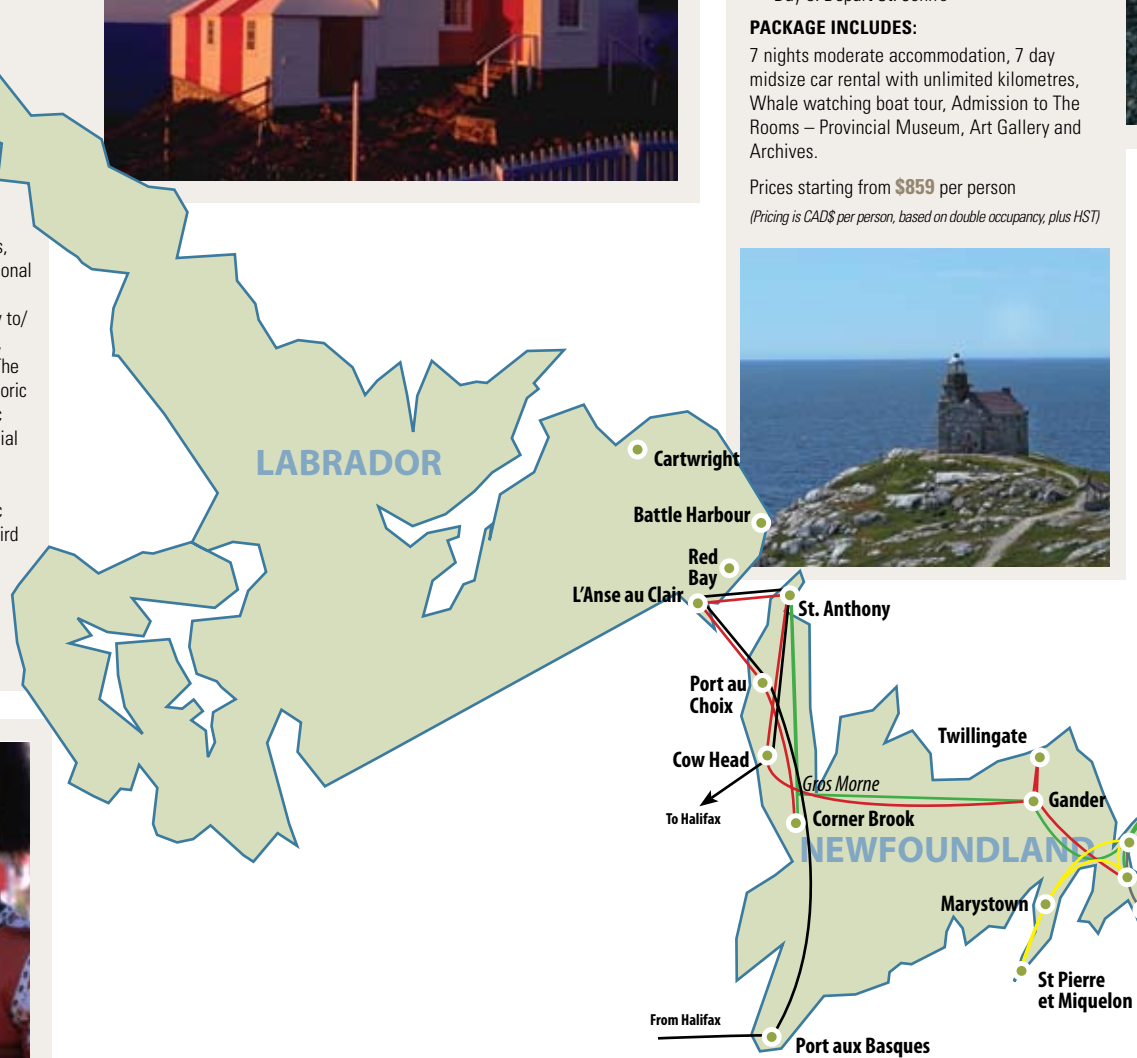 PACKAGE INCLUDES:
7 nights moderate accommodation, 7 day
midsize car rental with unlimited kilometres,
Whale watching boat tour, Admission to The
Rooms – Provincial Museum, Art Gallery and
Archives.
Prices starting from $859 per person
(Pricing is CAD$ per person, based on double occupancy, plus HST)
to/
LABRADOR
Cartwright
Battle Harbour
Red
Bay
L'Anse au Clair
St. Anthony
Port au
Choix
Twillingate
Cow Head
Gros Morne
Gander
To Halifax
Corner Brook
NEWFOUNDLAND
Marystown
St Pierre
et Miquelon
From Halifax
Port aux Basques